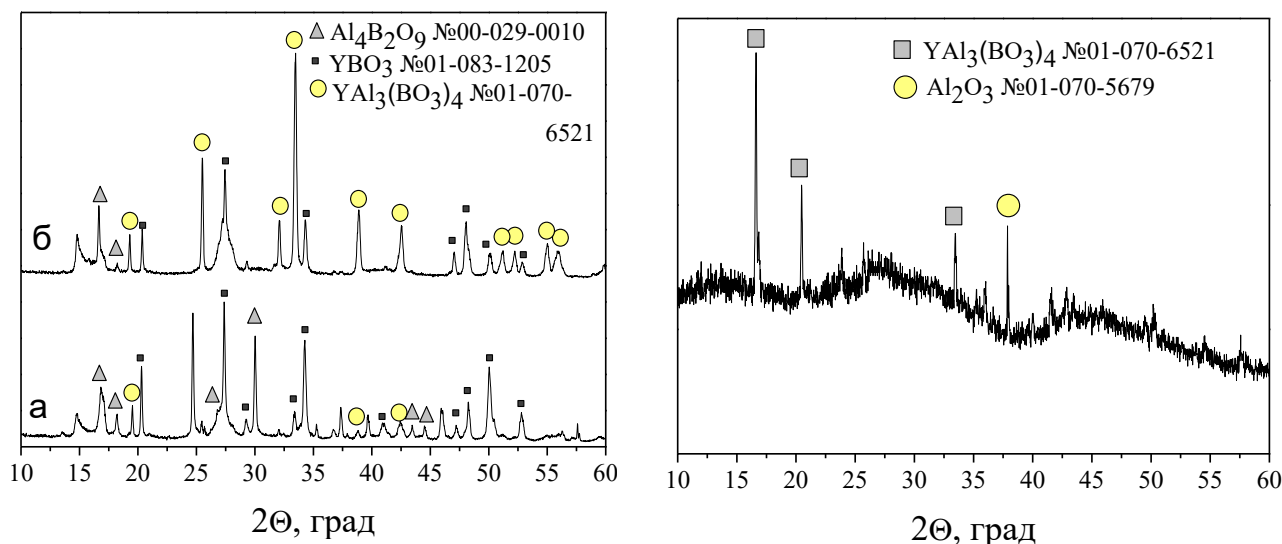 Al4B2O9 №00-029-0010
YBO3 №01-083-1205
YAl3(BO3)4 №01-070-
6521
б
а
10 15 20 25 30 35 40 45 50 55 60
2Θ, град
YAl3(BO3)4 №01-070-6521
Al2O3 №01-070-5679
10 15 20 25 30 35 40 45 50 55 60
2Θ, град